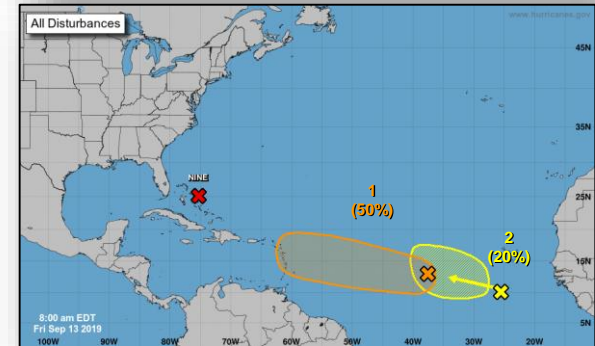 All Disturbances
www.hurricanes.gov
45N
35N
NINE
25N
1
(50%)
2
(20%)
15N
5N
8:00 am EDT
Fri Sep 13 2019
100W 90W 80W 70W 60W 50W 40W 30W 20W